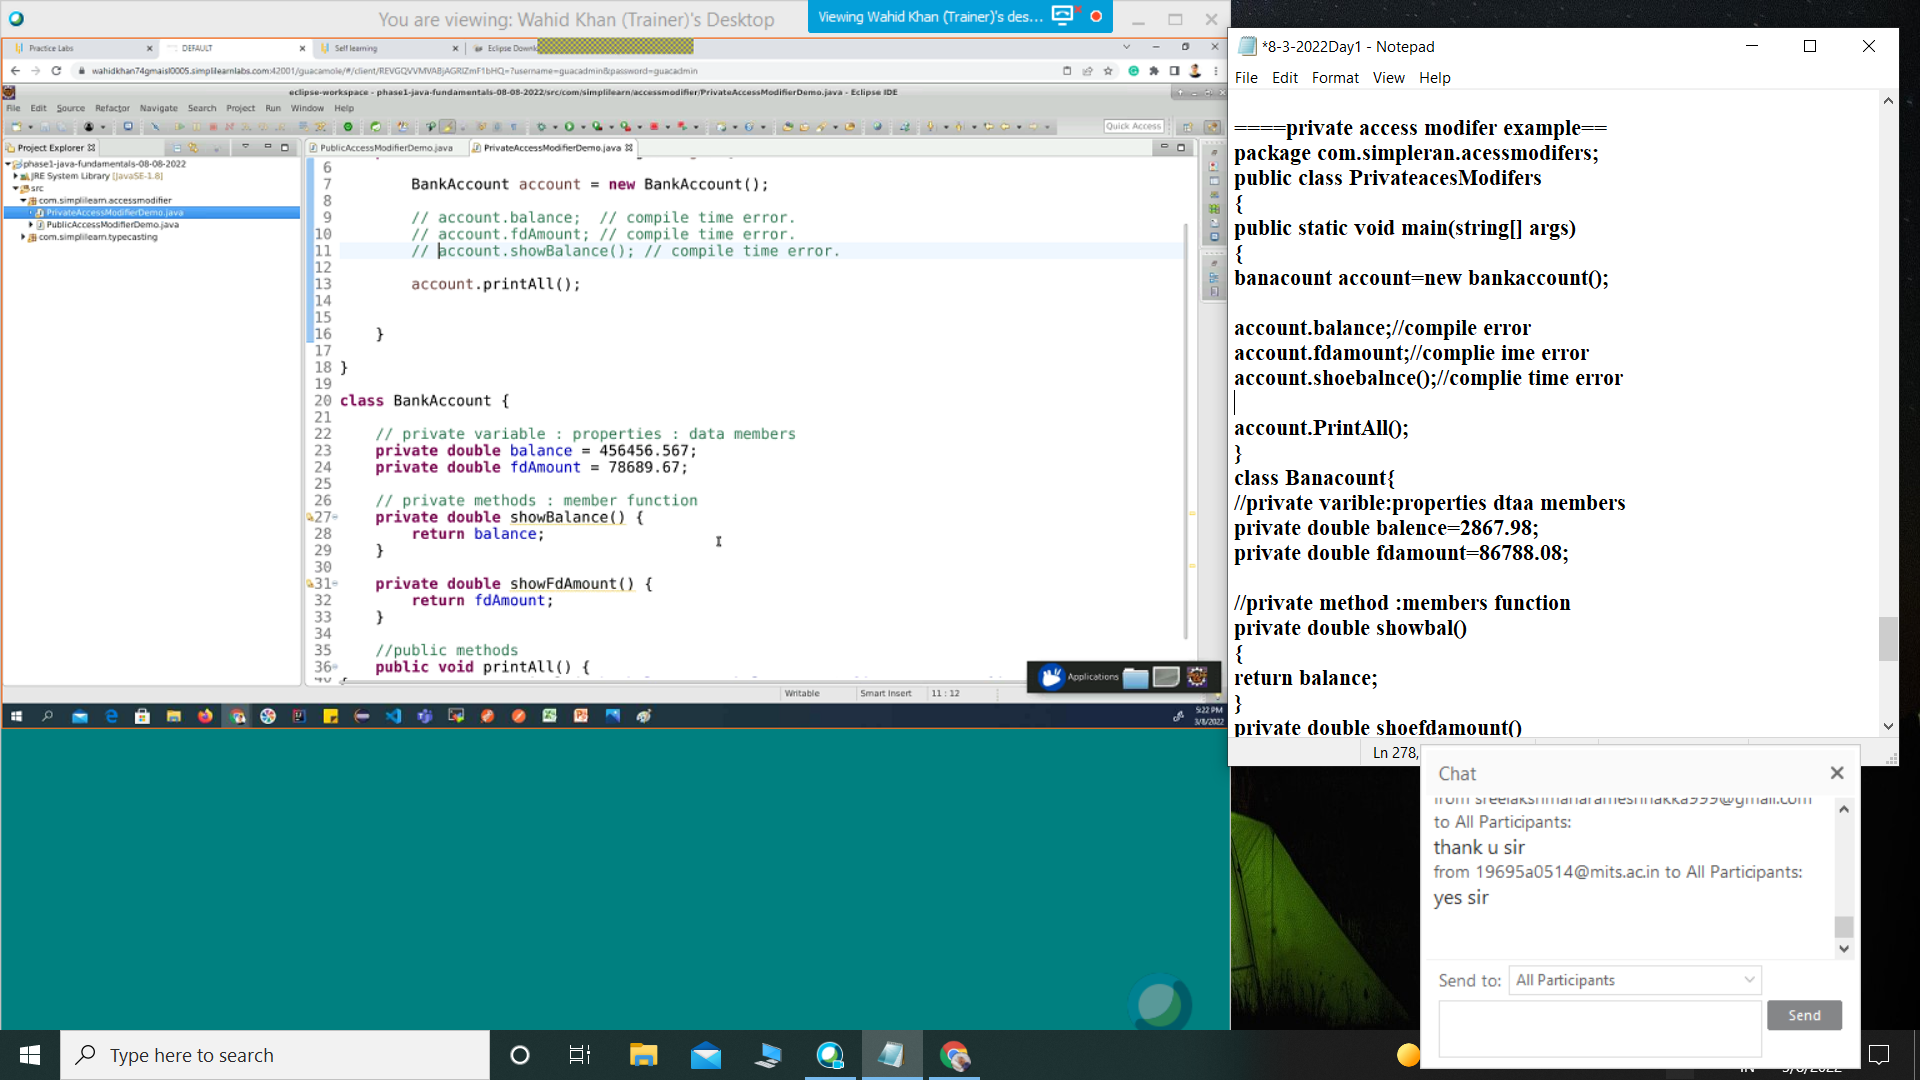 You are viewing: Wahid Khan (Trainer)'s Desktop
Viewing Wahid Khan (Trainer)'s des...
Practice Labs
DEFAULT
Self learning
Eclipse Downl
wahidkhan74gmaisl0005.simplilearnlabs.com:42001/guacamole/#/client/REVGQVVMVABjAGRIZmF1bHQ=?username=guacadmin&password=guacadmin
eclipse-workspace - phase1-java-fundamentals-08-08-2022/src/com/simplilearn/accessmodifier/PrivateAccessModifierDemo.java - Eclipse IDE
File Edit Source Refactor Navigate Search Project Run Window Help
Quick Access
Project Explorer
phase1-java-fundamentals-08-08-2022
JRE System Library [JavaSE-1.8]
src
com.simplilearn.accessmodifier
PrivateAccessModifierDemo.java
PublicAccessModifierDemo.java
com.simplilearn.typecasting
PublicAccessModifierDemo.java
PrivateAccessModifierDemo.java
6
7 BankAccount account = new BankAccount();
8
9 // account.balance; // compile time error.
10 // account.fdAmount; // compile time error.
11 // account.showBalance(); // compile time error.
12
13 account.printAll();
14
15
16 }
17
18 }
19
20 class BankAccount {
21
22 // private variable : properties : data members
23 private double balance = 456456.567;
24 private double fdAmount = 78689.67;
25
26 // private methods : member function
27 private double showBalance() {
28 return balance;
29 }
30
31 private double showFdAmount() {
32 return fdAmount;
33 }
34
35 //public methods
36 public void printAll() {
Applications
Writable
Smart Insert
11 : 12
5:22 PM
3/8/2022
*8-3-2022Day1 - Notepad
File Edit Format View Help
====private access modifer example==
package com.simpleran.acessmodifers;
public class PrivateacesModifers
{
public static void main(string[] args)
{
banacount account=new bankaccount();
account.balance;//compile error
account.fdamount;//complie ime error
account.shoebalnce();//complie time error
account.PrintAll();
}
class Banacount{
//private varible:properties dtaa members
private double balence=2867.98;
private double fdamount=86788.08;
//private method :members function
private double showbal()
{
return balance;
}
private double shoefdamount()
Ln 278,
Chat
from sreelakshmanarameshnakka999@gmail.com
to All Participants:
thank u sir
from 19695a0514@mits.ac.in to All Participants:
yes sir
Send to:
All Participants
Send
Type here to search